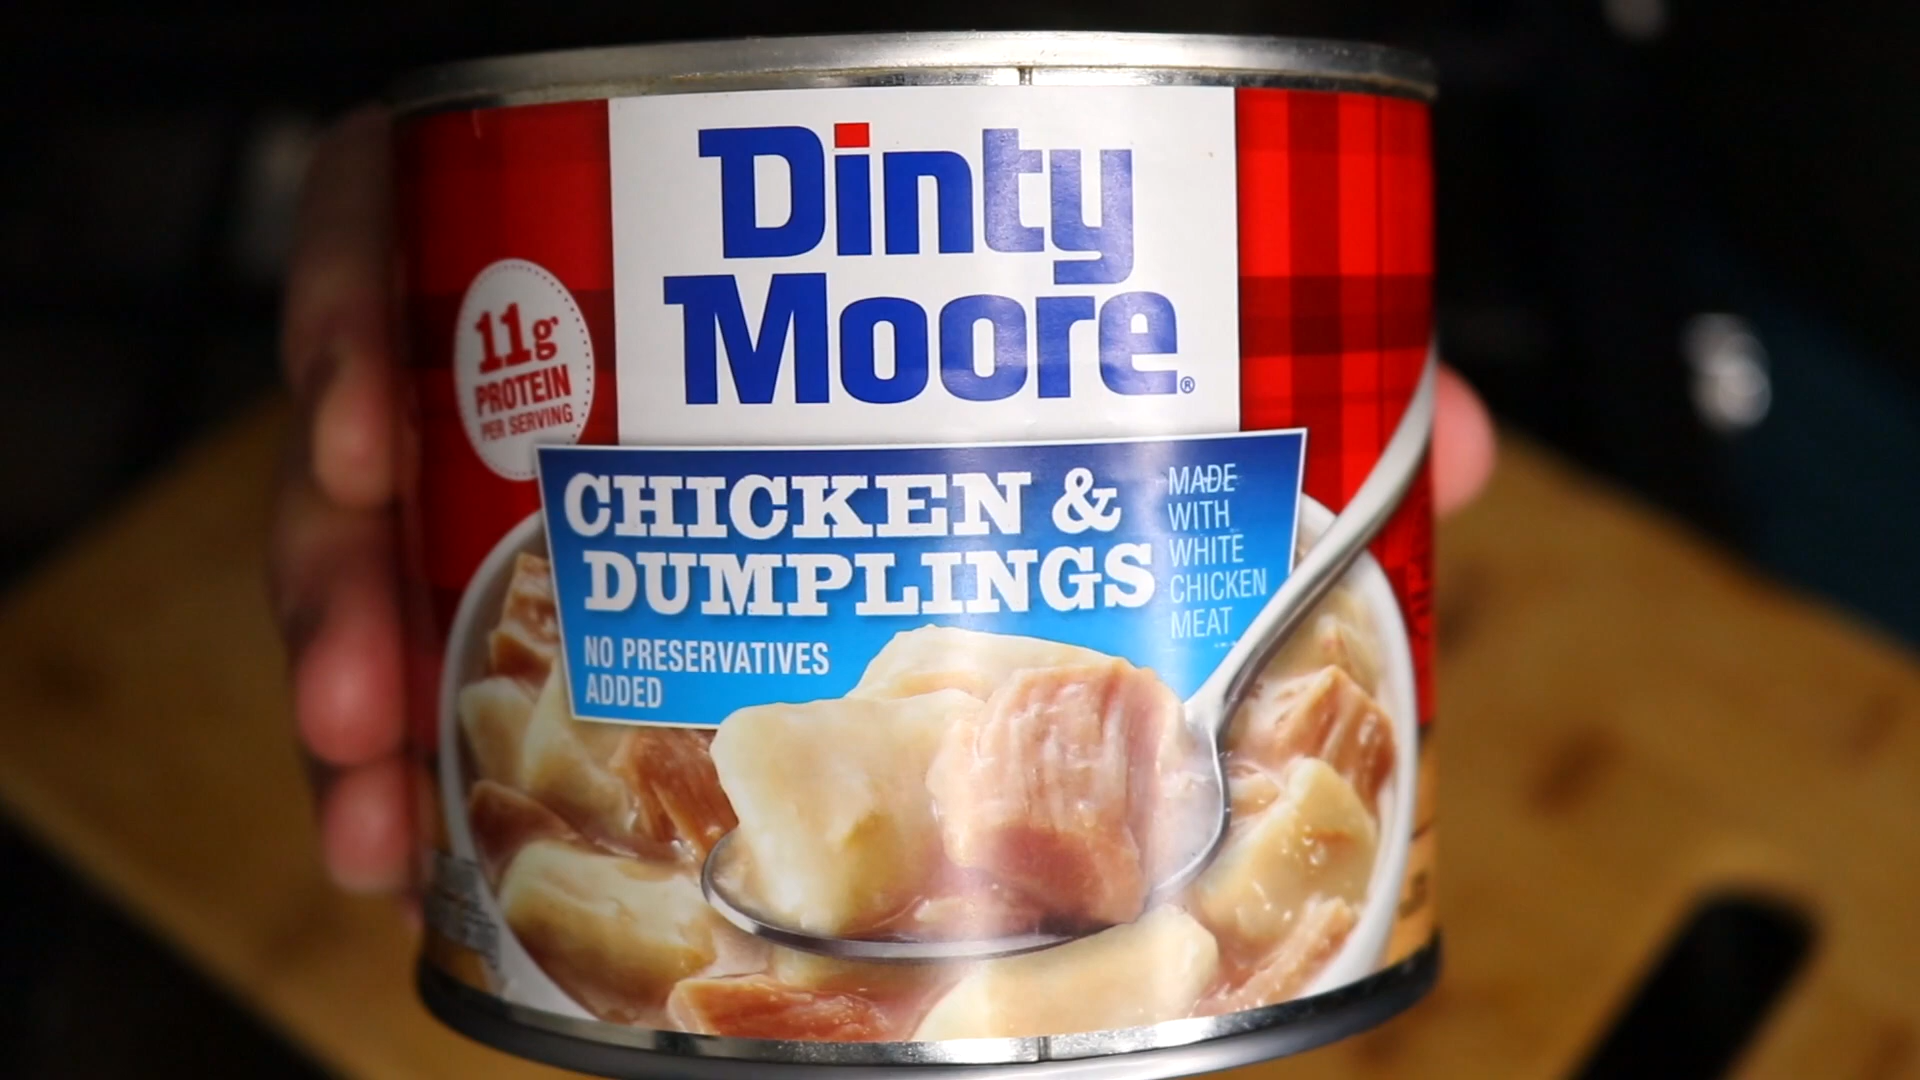 Dinty
Moore®
11g
PROTEIN
PER SERVING
CHICKEN &
DUMPLINGS
MADE
WITH
WHITE
CHICKEN
MEAT
NO PRESERVATIVES
ADDED